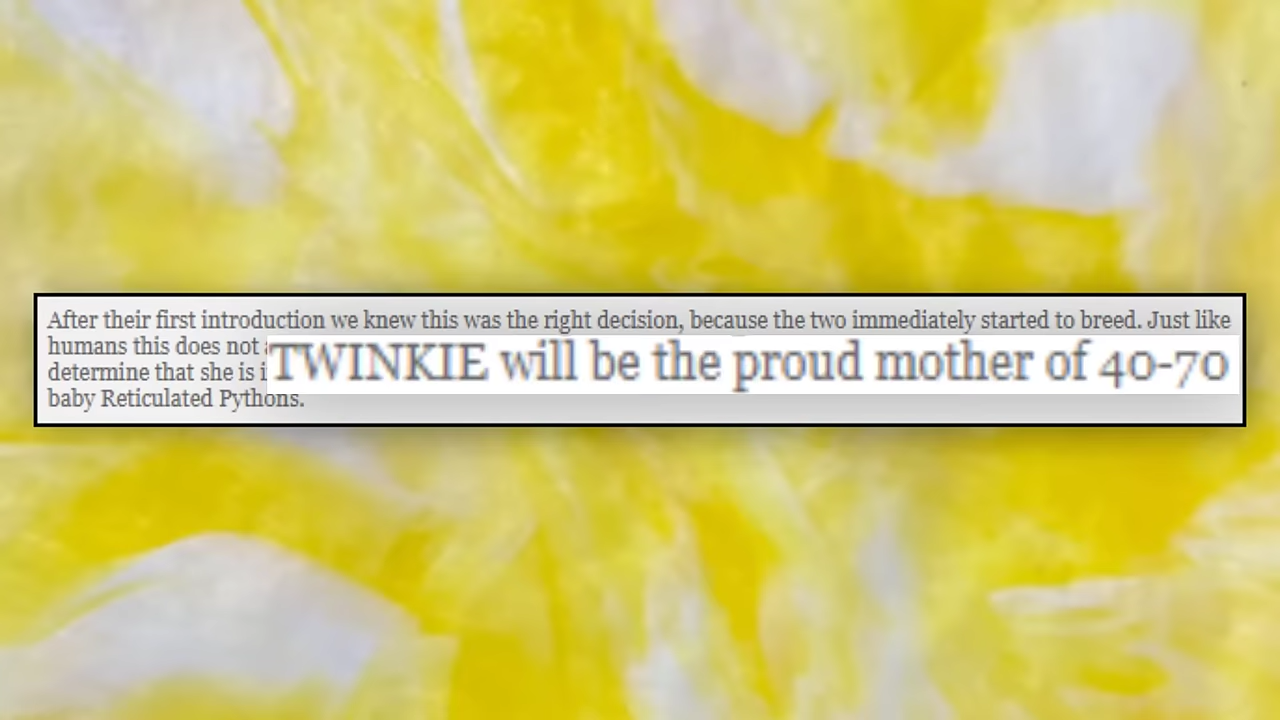 After their first introduction we knew this was the right decision, because the two immediately started to breed. Just like
humans this does not
TWINKIE will be the proud mother of 40-70
determine that she is
baby Reticulated Pythons.